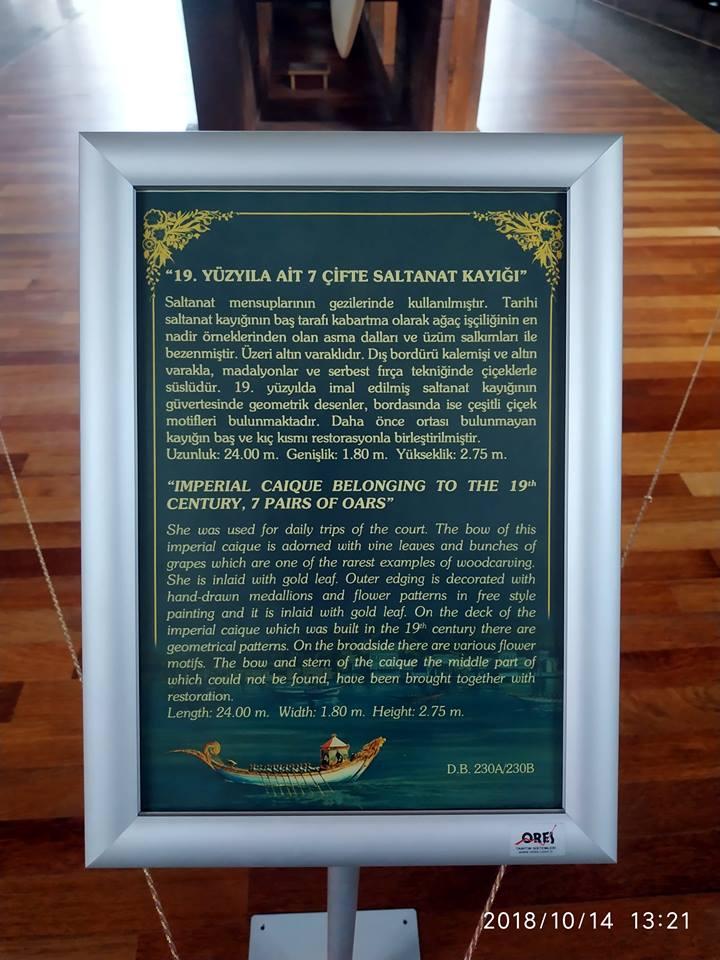 “19. YÜZYILA AİT 7 ÇİFTE SALTANAT KAYIĞI”
Saltanat mensuplarının gezilerinde kullanılmıştır. Tarihi
saltanat kayığının baş tarafı kabartma olarak ağaç işçiliğinin en
nadir örneklerinden olan asma dalları ve üzüm salkımları ile
bezenmiştir. Üzeri altın varaklıdır. Dış bordürü kalemişi ve altın
varakla, madalyonlar ve serbest fırça tekniğinde çiçeklerle
süslüdür. 19. yüzyılda imal edilmiş saltanat kayığının
güvertesinde geometrik desenler, bordasında ise çeşitli çiçek
motifleri bulunmaktadır. Daha önce ortası bulunmayan
kayığın baş ve kıç kısmı restorasyonla birleştirilmiştir.
Uzunluk: 24.00 m. Genişlik: 1.80 m. Yükseklik: 2.75 m.
“IMPERIAL CAIQUE BELONGING TO THE 19th
CENTURY, 7 PAIRS OF OARS”
She was used for daily trips of the court. The bow of this
imperial caique is adorned with vine leaves and bunches of
grapes which are one of the rarest examples of woodcarving.
She is inlaid with gold leaf. Outer edging is decorated with
hand-drawn medallions and flower patterns in free style
painting and it is inlaid with gold leaf. On the deck of the
imperial caique which was built in the 19th century there are
geometrical patterns. On the broadside there are various flower
motifs. The bow and stern of the caique the middle part of
which could not be found, have been brought together with
restoration.
Length: 24.00 m. Width: 1.80 m. Height: 2.75 m.
D.B. 230A/230B
2018/10/14 13:21